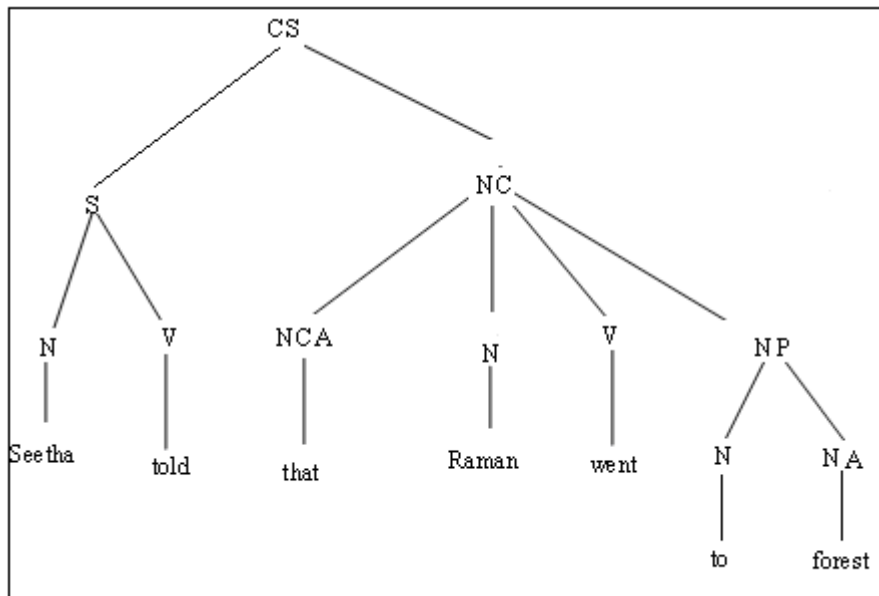 CS
S NC
N V NCA N V NP
Seetha told that Raman went N NA
to forest